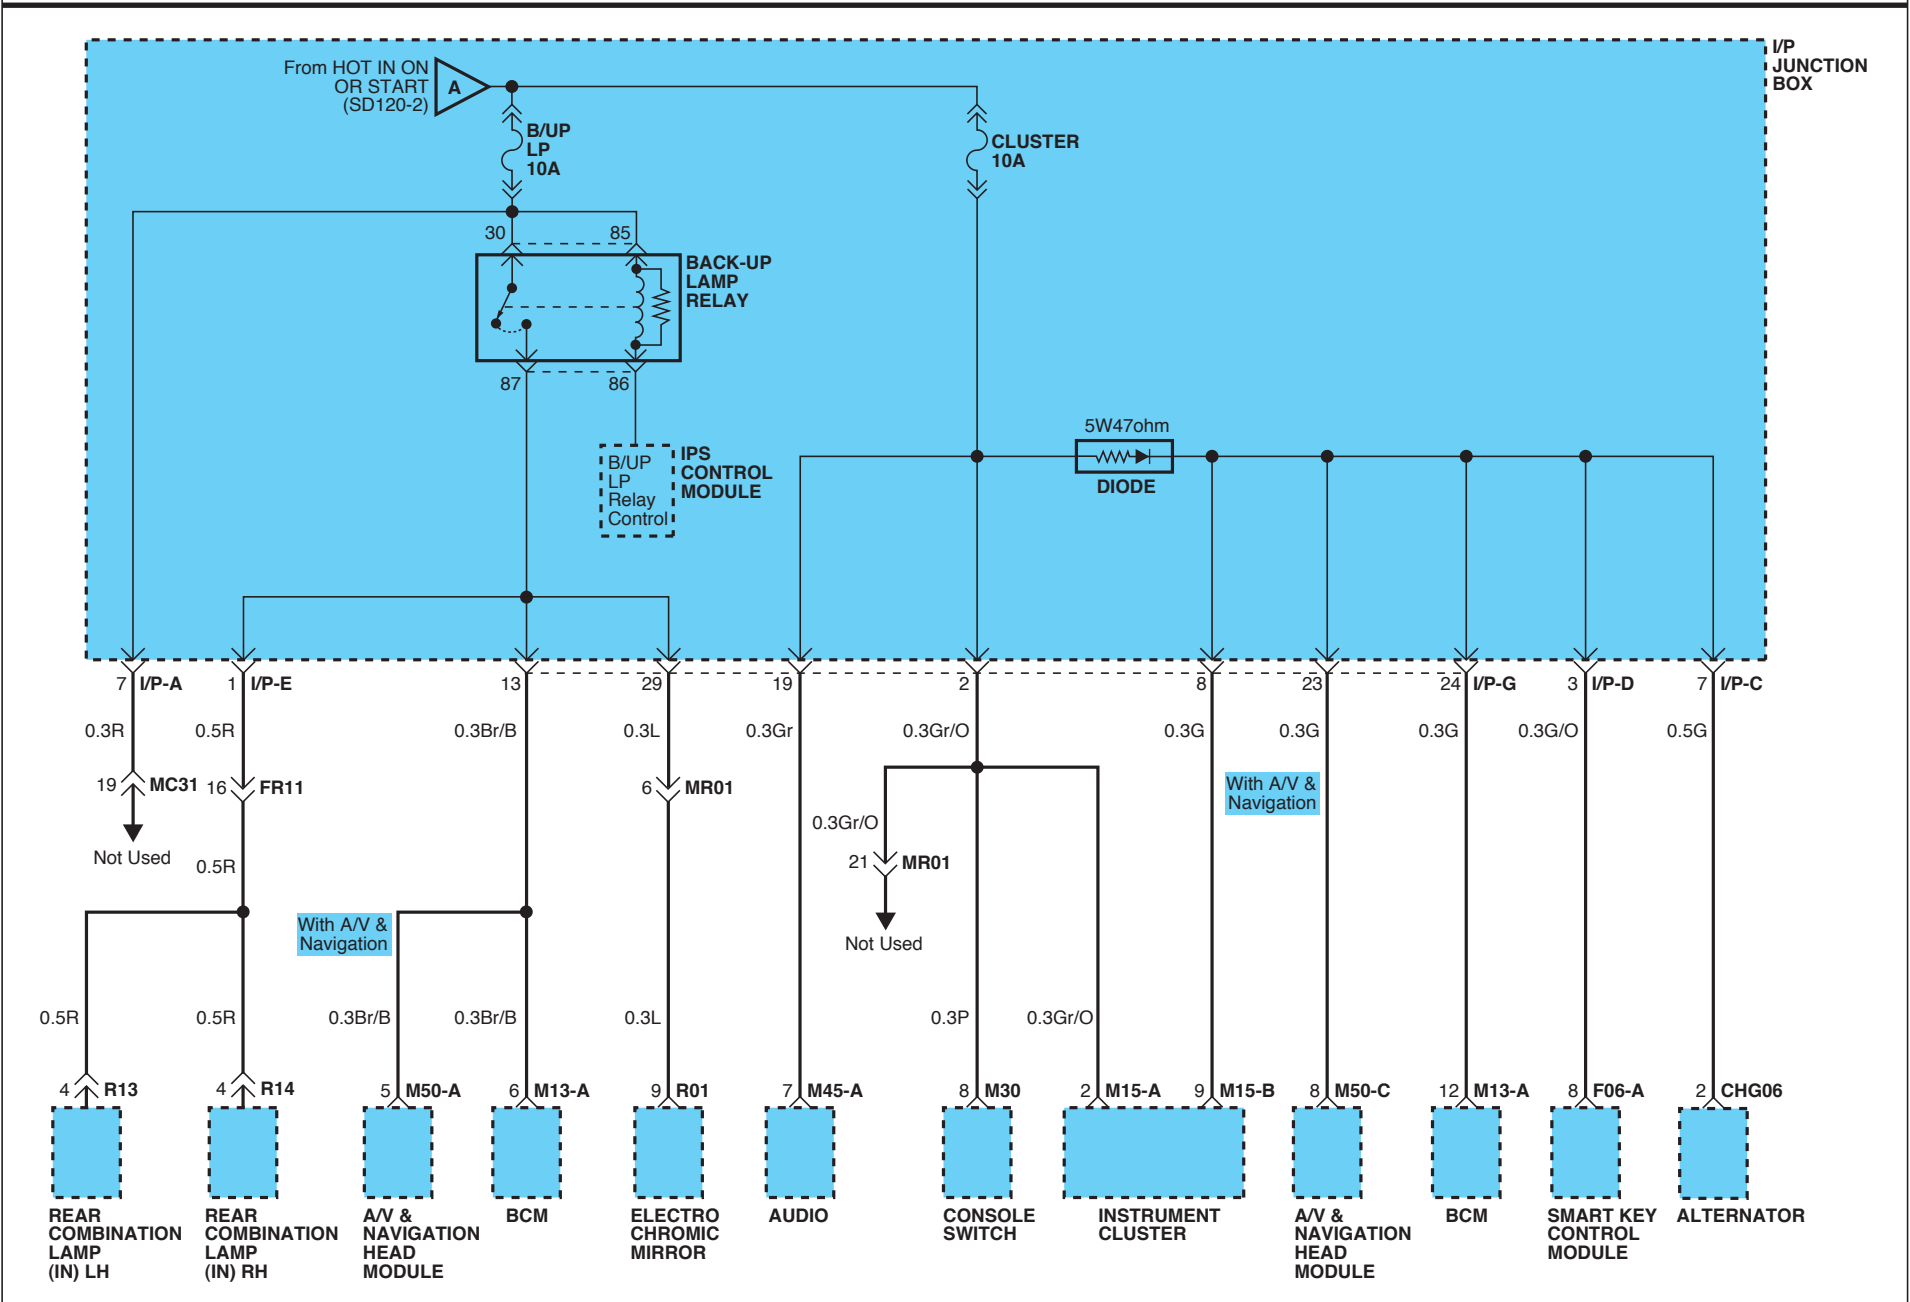 I/P
JUNCTION
BOX
From HOT IN ON
OR START
(SD120-2)
A
B/UP
LP
10A
CLUSTER
10A
30
85
BACK-UP
LAMP
RELAY
87
86
B/UP
LP
Relay
Control
IPS
CONTROL
MODULE
5W47ohm
DIODE
7 I/P-A
1 I/P-E
13
29
19
2
8
23
24 I/P-G
3 I/P-D
7 I/P-C
0.3R
0.5R
0.3Br/B
0.3L
0.3Gr
0.3Gr/O
0.3G
0.3G
0.3G
0.3G/O
0.5G
19 MC31
16 FR11
6 MR01
With A/V &
Navigation
0.3Gr/O
21 MR01
Not Used
0.5R
With A/V &
Navigation
Not Used
0.5R
0.5R
0.3Br/B
0.3Br/B
0.3L
0.3P
0.3Gr/O
4 R13
4 R14
5 M50-A
6 M13-A
9 R01
7 M45-A
8 M30
2 M15-A
9 M15-B
8 M50-C
12 M13-A
8 F06-A
2 CHG06
REAR
COMBINATION
LAMP
(IN) LH
REAR
COMBINATION
LAMP
(IN) RH
A/V &
NAVIGATION
HEAD
MODULE
BCM
ELECTRO
CHROMIC
MIRROR
AUDIO
CONSOLE
SWITCH
INSTRUMENT
CLUSTER
A/V &
NAVIGATION
HEAD
MODULE
BCM
SMART KEY
CONTROL
MODULE
ALTERNATOR